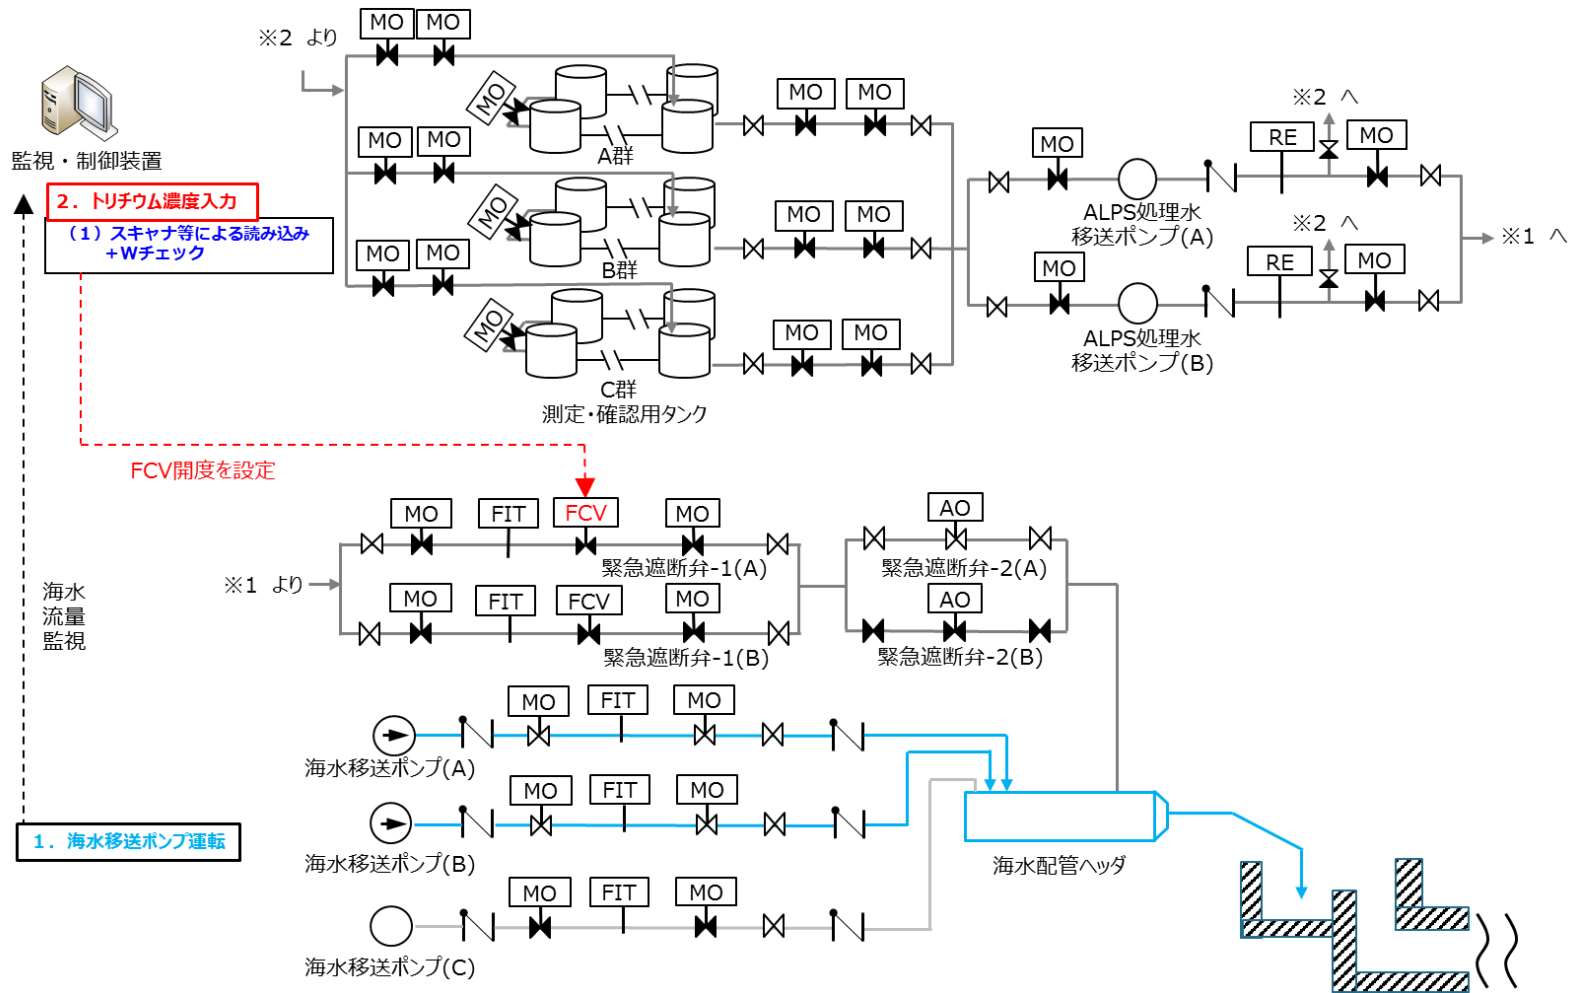 ※2 より
MO
MO
監視・制御装置
2. トリチウム濃度入力
(1)スキャナ等による読み込み
+Wチェック
MO
MO
MO
A群
MO
MO
MO
MO
MO
B群
MO
MO
MO
MO
MO
C群
MO
MO
測定・確認用タンク
※2 へ
MO
RE
MO
ALPS処理水
移送ポンプ(A)
※2 へ
MO
RE
MO
ALPS処理水
移送ポンプ(B)
※1 へ
FCV開度を設定
MO
FIT
FCV
MO
緊急遮断弁-1(A)
AO
緊急遮断弁-2(A)
※1 より
MO
FIT
FCV
MO
緊急遮断弁-1(B)
AO
緊急遮断弁-2(B)
海水
流量
監視
1. 海水移送ポンプ運転
MO
FIT
MO
海水移送ポンプ(A)
MO
FIT
MO
海水移送ポンプ(B)
MO
FIT
MO
海水移送ポンプ(C)
海水配管ヘッダ